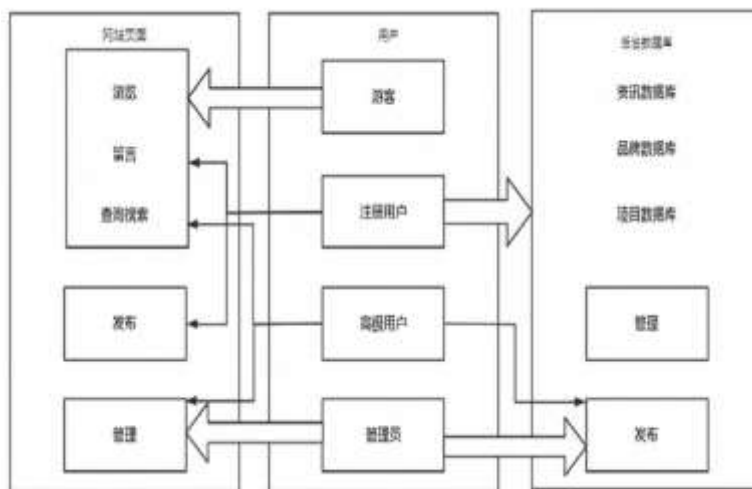 网站页面
浏览
留言
查询搜索
发布
管理
用户
游客
注册用户
高级用户
管理员
数据库
资讯数据库
品牌数据库
项目数据库
管理
发布